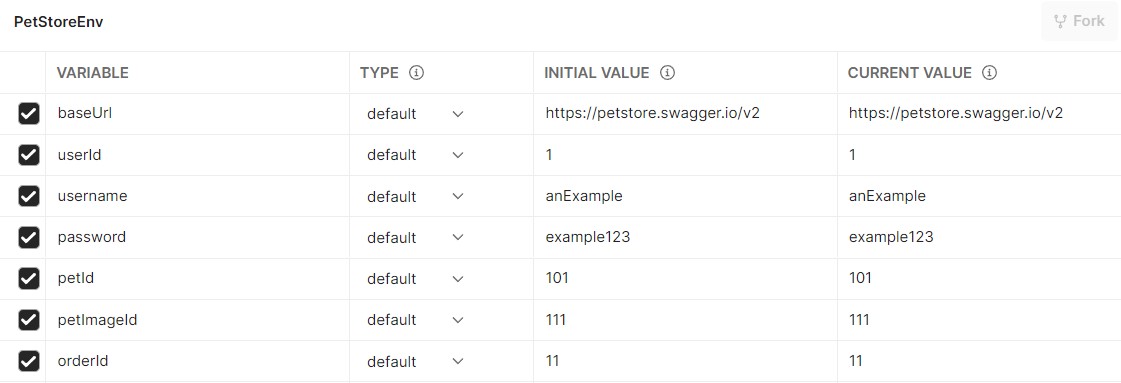 PetStoreEnv
Fork
VARIABLE TYPE INITIAL VALUE CURRENT VALUE
baseUrl default https://petstore.swagger.io/v2 https://petstore.swagger.io/v2
userId default 1 1
username default anExample anExample
password default example123 example123
petId default 101 101
petImageId default 111 111
orderId default 11 11